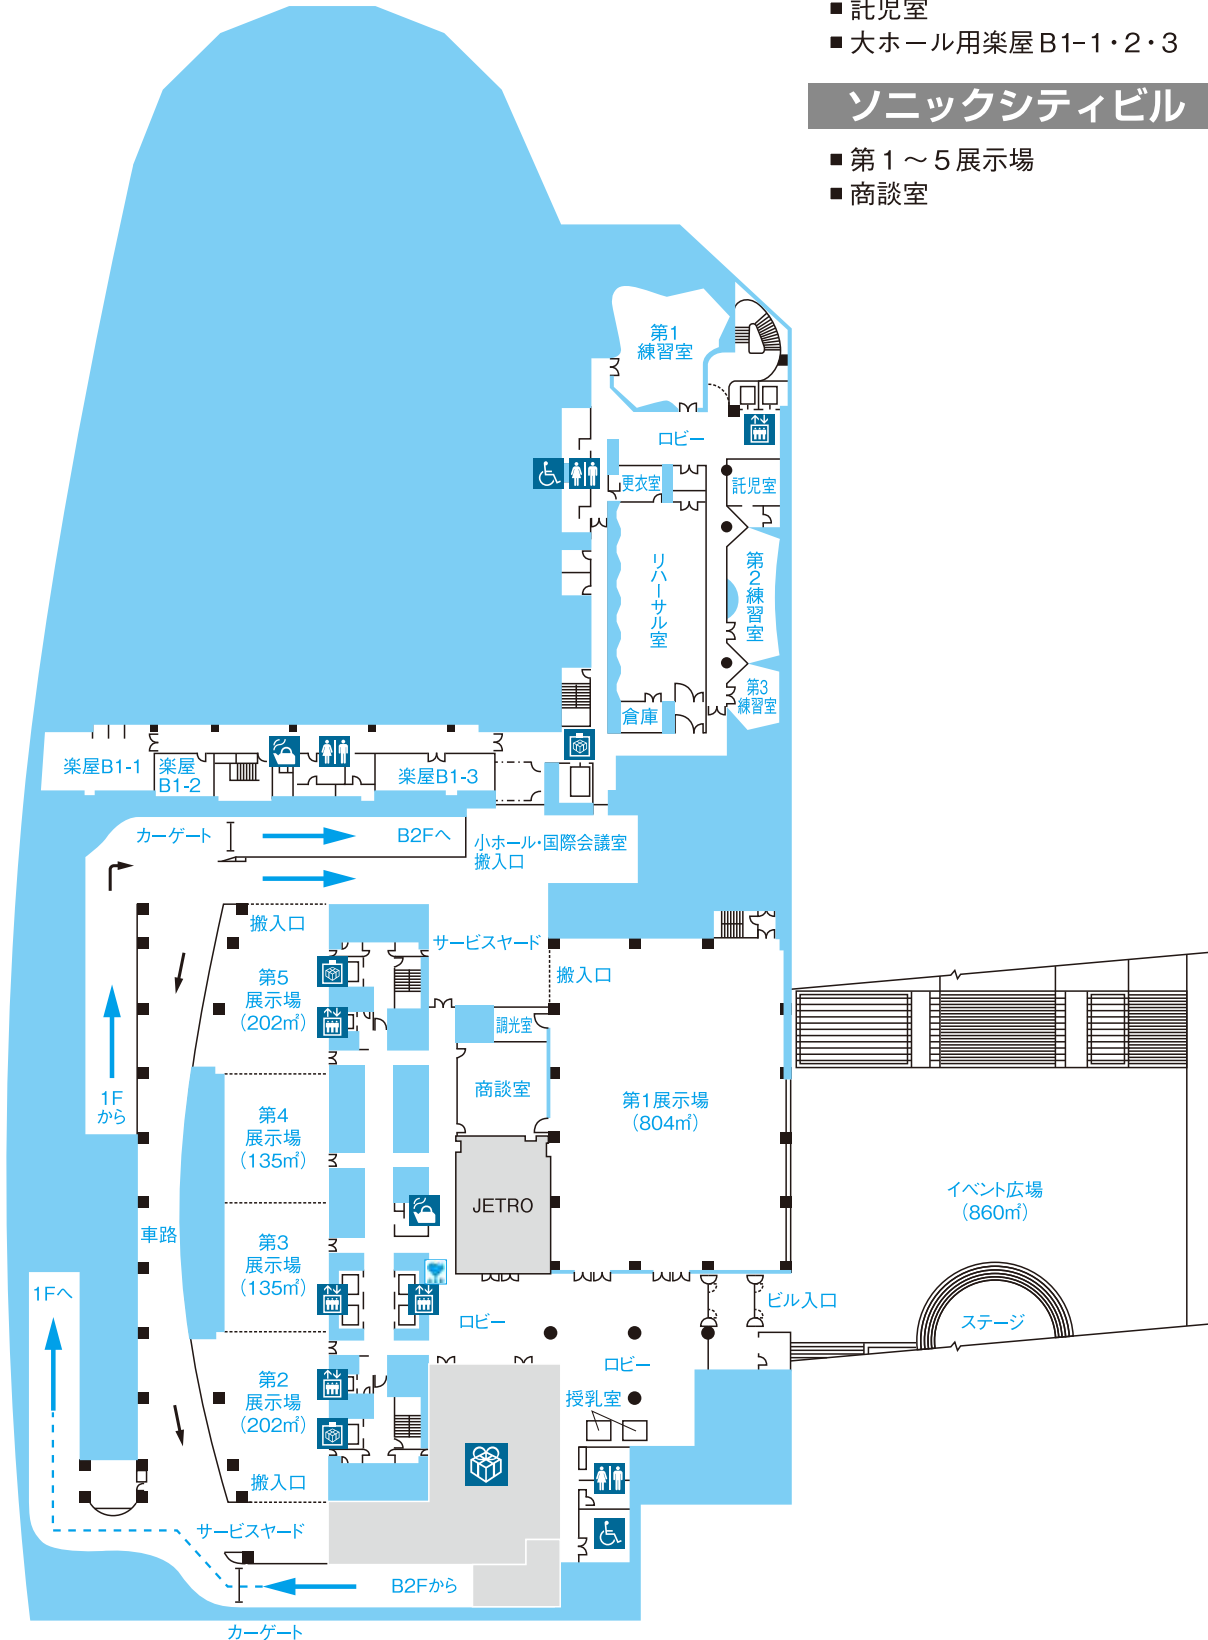 ■ 託児室
■ 大ホール用楽屋B1-1・2・3
ソニックシティビル
■ 第1〜5展示場
■ 商談室
第1
練習室
ロビー
更衣室
託児室
リハーサル室
第2練習室
第3
練習室
倉庫
楽屋B1-1
楽屋
B1-2
楽屋B1-3
カーゲート
B2Fへ
小ホール・国際会議室
搬入口
搬入口
サービスヤード
搬入口
第5
展示場
(202㎡)
調光室
商談室
1F
から
第4
展示場
(135㎡)
第1展示場
(804㎡)
JETRO
イベント広場
(860㎡)
車路
第3
展示場
(135㎡)
1Fへ
ロビー
ビル入口
ステージ
ロビー
第2
展示場
(202㎡)
授乳室
搬入口
サービスヤード
B2Fから
カーゲート